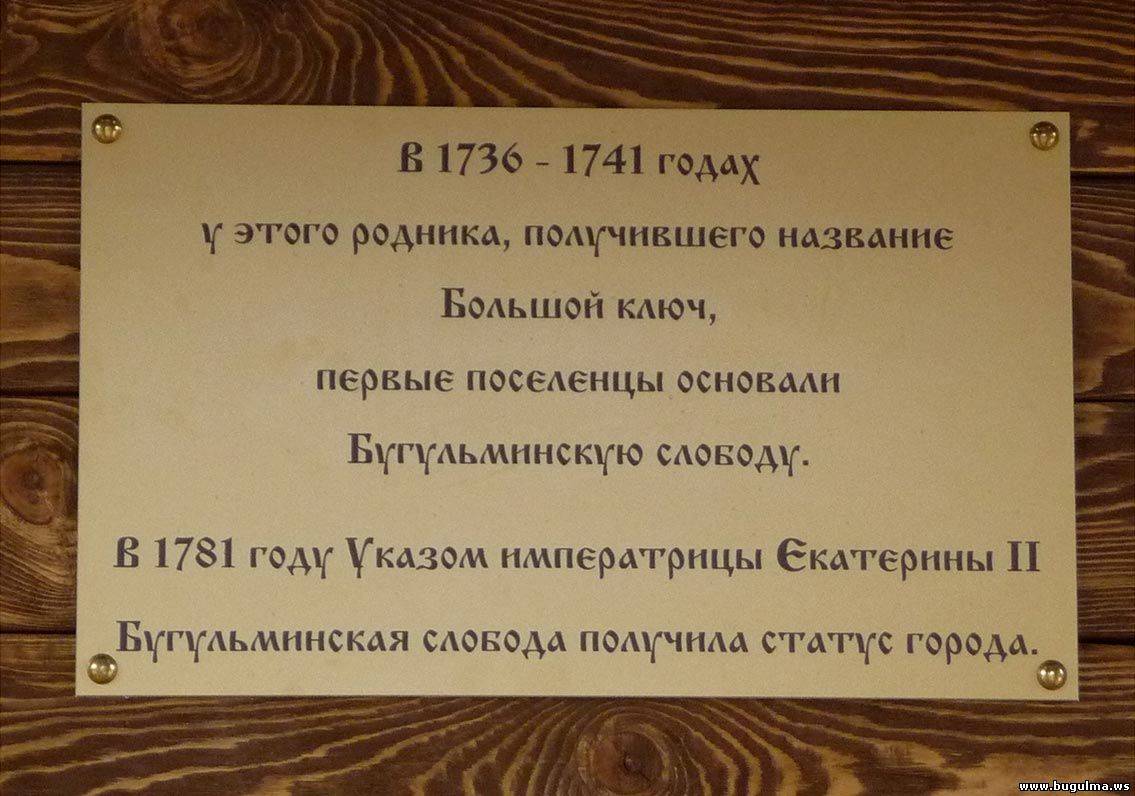 В 1736 - 1741 годах
у этого родника, получившего название
Большой ключ,
первые поселенцы основали
Бугульминскую слободу.
В 1781 году Указом императрицы Екатерины II
Бугульминская слобода получила статус города.
www.bugulma.ws